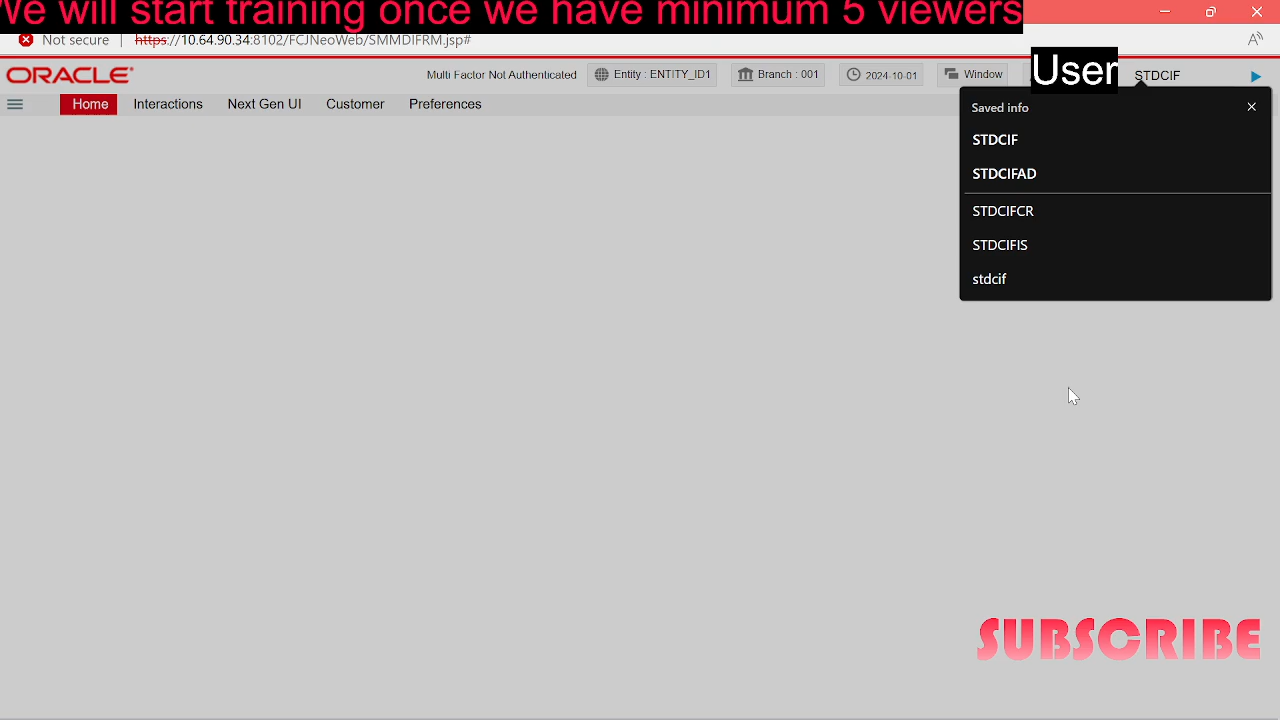 We will start training once we have minimum 5 viewers
Not secure | https://10.64.90.34:8102/FCJNeoWeb/SMMDIFRM.jsp#
ORACLE
Multi Factor Not Authenticated
Entity : ENTITY_ID1
Branch : 001
2024-10-01
Window
User
STDCIF
Home
Interactions
Next Gen UI
Customer
Preferences
Saved info
STDCIF
STDCIFAD
STDCIFCR
STDCIFIS
stdcif
SUBSCRIBE